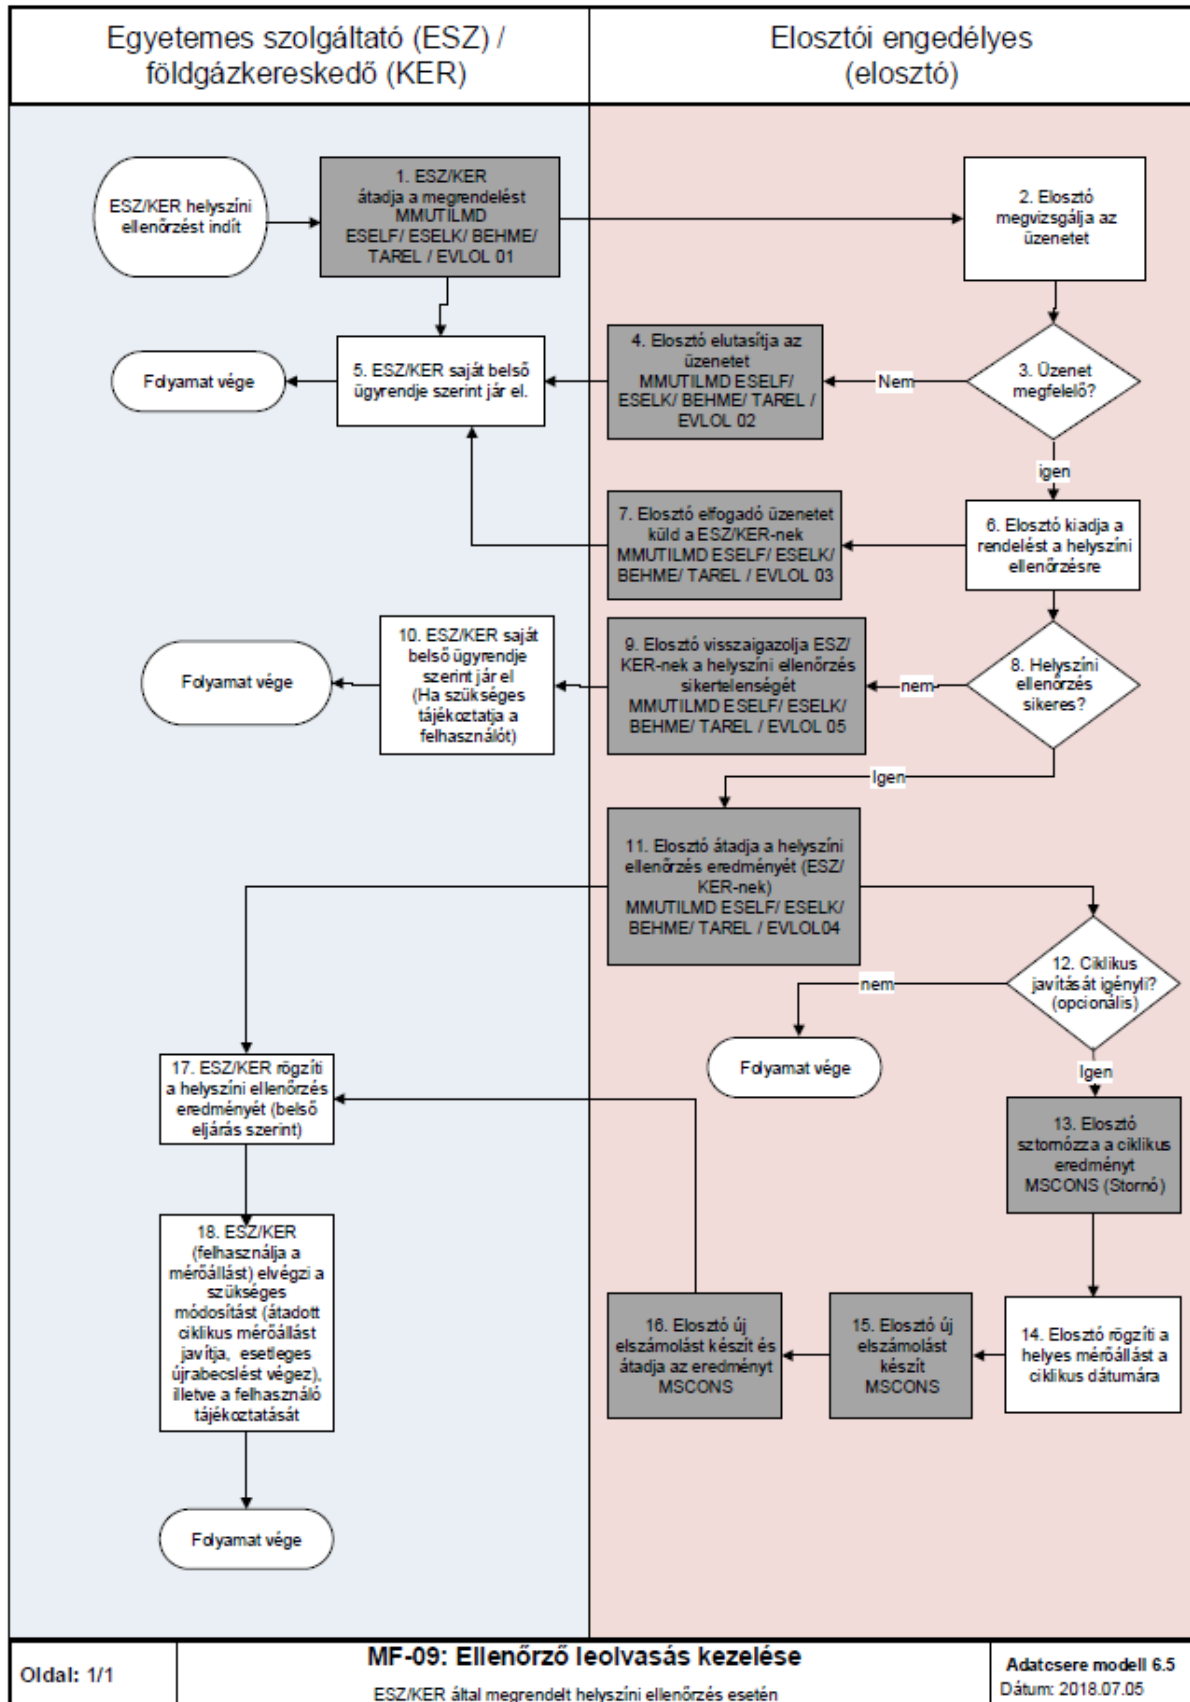 Egyetemes szolgáltató (ESZ) /
földgázkereskedő (KER)
Elosztói engedélyes
(elosztó)
ESZ/KER helyszíni
ellenőrzést indít
1. ESZ/KER
átadja a megrendelést
MMUTILMD
ESELF/ ESELK/ BEHME/
TAREL / EVLOL 01
2. Elosztó
megvizsgálja az
üzenetet
3. Üzenet
megfelelő?
Nem
4. Elosztó elutasítja az
üzenetet
MMUTILMD ESELF/
ESELK/ BEHME/ TAREL /
EVLOL 02
5. ESZ/KER saját belső
ügyrendje szerint jár el.
Folyamat vége
igen
6. Elosztó kiadja a
rendelést a helyszíni
ellenőrzésre
7. Elosztó elfogadó üzenetet
küld a ESZ/KER-nek
MMUTILMD ESELF/ ESELK/
BEHME/ TAREL / EVLOL 03
8. Helyszíni
ellenőrzés
sikeres?
nem
9. Elosztó visszaigazolja ESZ/
KER-nek a helyszíni ellenőrzés
sikertelenségét
MMUTILMD ESELF/ ESELK/
BEHME/ TAREL / EVLOL 05
10. ESZ/KER saját
belső ügyrendje
szerint jár el
(Ha szükséges
tájékoztatja a
felhasználót)
Folyamat vége
Igen
11. Elosztó átadja a helyszíni
ellenőrzés eredményét (ESZ/
KER-nek)
MMUTILMD ESELF/ ESELK/
BEHME/ TAREL / EVLOL04
12. Ciklikus
javítását igényli?
(opcionális)
nem
Folyamat vége
Igen
13. Elosztó
sztornózza a ciklikus
eredményt
MSCONS (Stornó)
14. Elosztó rögzíti a
helyes mérőállást a
ciklikus dátumára
15. Elosztó új
elszámolást
készít
MSCONS
16. Elosztó új
elszámolást készít és
átadja az eredményt
MSCONS
17. ESZ/KER rögzíti
a helyszíni ellenőrzés
eredményét (belső
eljárás szerint)
18. ESZ/KER
(felhasználja a
mérőállást) elvégzi a
szükséges
módosítást (átadott
ciklikus mérőállást
javítja, esetleges
újrabecslést végez),
illetve a felhasználó
tájékoztatását
Folyamat vége
Oldal: 1/1
MF-09: Ellenőrző leolvasás kezelése
ESZ/KER által megrendelt helyszíni ellenőrzés esetén
Adatcsere modell 6.5
Dátum: 2018.07.05